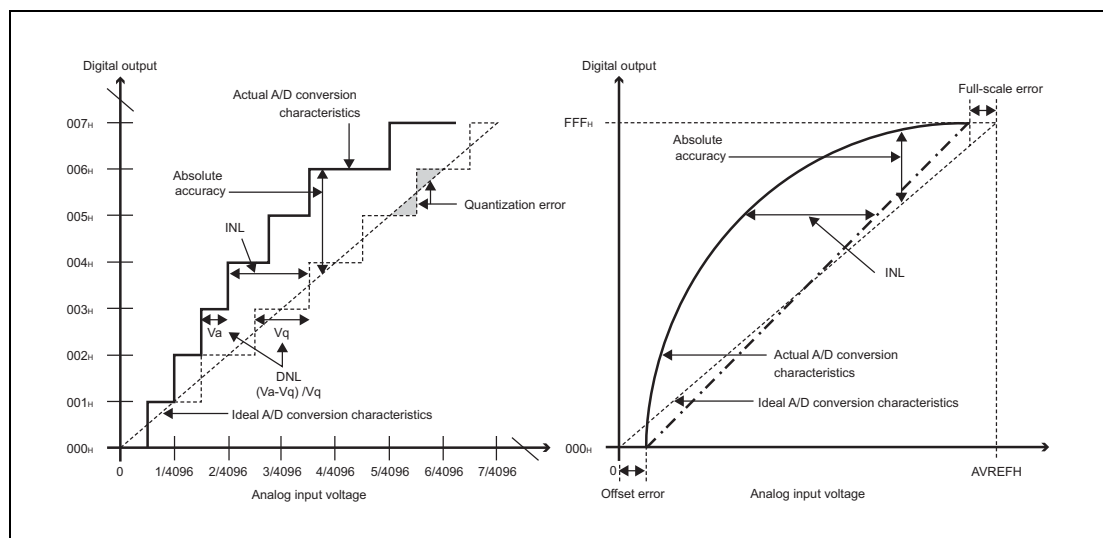 Digital output
Actual A/D conversion
characteristics
007H
006H
005H
004H
003H
002H
001H
000H
Absolute
accuracy
Quantization error
INL
Va
Vq
DNL
(Va-Vq) /Vq
Ideal A/D conversion characteristics
0
1/4096
2/4096
3/4096
4/4096
5/4096
6/4096
7/4096
Analog input voltage
Digital output
Full-scale error
FFFH
Absolute
accuracy
INL
Actual A/D conversion
characteristics
Ideal A/D conversion characteristics
000H
0
AVREFH
Offset error
Analog input voltage